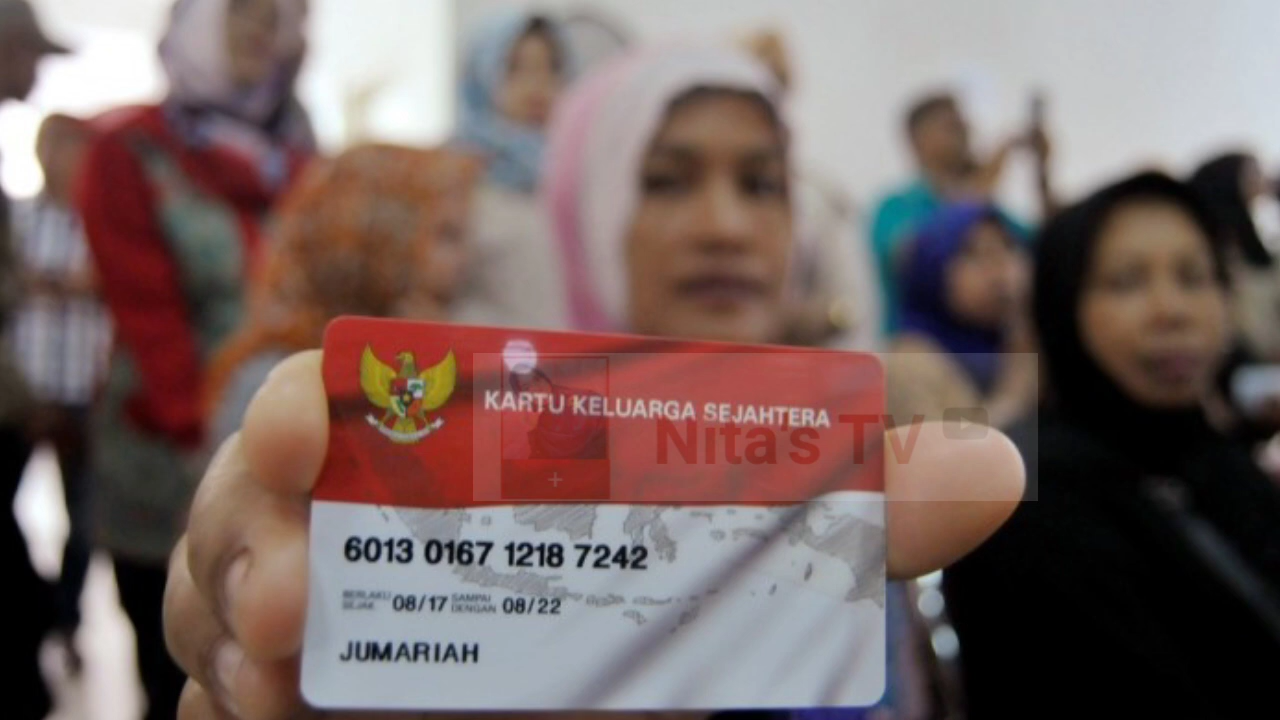 KARTU KELUARGA SEJAHTERA
Nita's TV
6013 0167 1218 7242
BERLAKU SEJAK 08/17 SAMPAI DENGAN 08/22
JUMARIAH